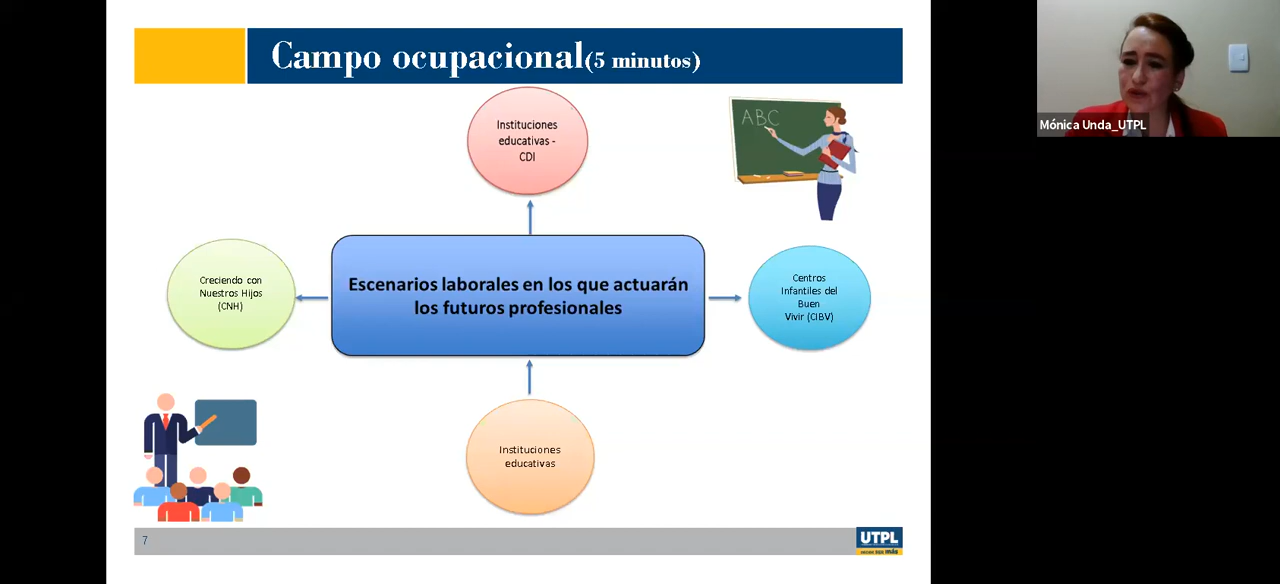 Campo ocupacional(5 minutos)
Mónica Unda_UTPL
Instituciones
educativas -
CDI
ABC
Creciendo con
Nuestros Hijos
(CNH)
Escenarios laborales en los que actuarán
los futuros profesionales
Centros
Infantiles del
Buen
Vivir (CIBV)
Instituciones
educativas
7
UTPL